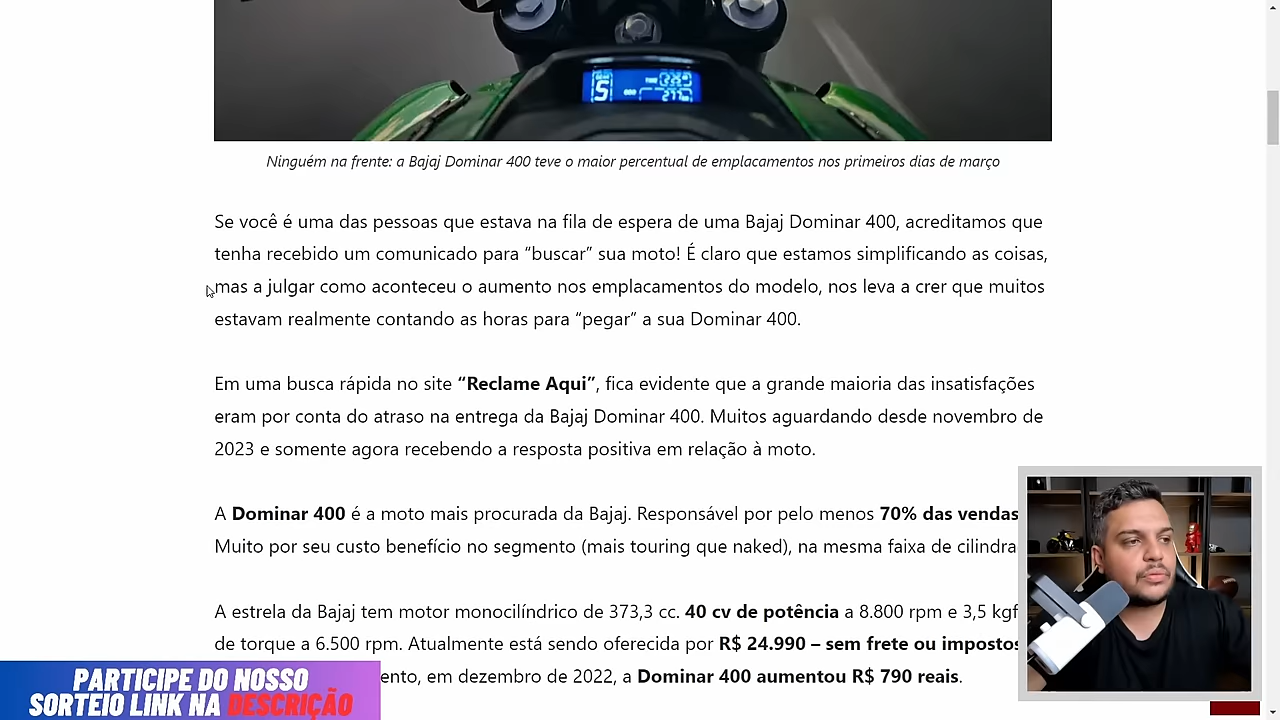 Ninguém na frente: a Bajaj Dominar 400 teve o maior percentual de emplacamentos nos primeiros dias de março
Se você é uma das pessoas que estava na fila de espera de uma Bajaj Dominar 400, acreditamos que
tenha recebido um comunicado para “buscar” sua moto! É claro que estamos simplificando as coisas,
mas a julgar como aconteceu o aumento nos emplacamentos do modelo, nos leva a crer que muitos
estavam realmente contando as horas para “pegar” a sua Dominar 400.
Em uma busca rápida no site “Reclame Aqui”, fica evidente que a grande maioria das insatisfações
eram por conta do atraso na entrega da Bajaj Dominar 400. Muitos aguardando desde novembro de
2023 e somente agora recebendo a resposta positiva em relação à moto.
A Dominar 400 é a moto mais procurada da Bajaj. Responsável por pelo menos 70% das vendas
Muito por seu custo benefício no segmento (mais touring que naked), na mesma faixa de cilindra
A estrela da Bajaj tem motor monocilíndrico de 373,3 cc. 40 cv de potência a 8.800 rpm e 3,5 kgf
de torque a 6.500 rpm. Atualmente está sendo oferecida por R$ 24.990 – sem frete ou impostos
ento, em dezembro de 2022, a Dominar 400 aumentou R$ 790 reais.
PARTICIPE DO NOSSO
SORTEIO LINK NA DESCRIÇÃO